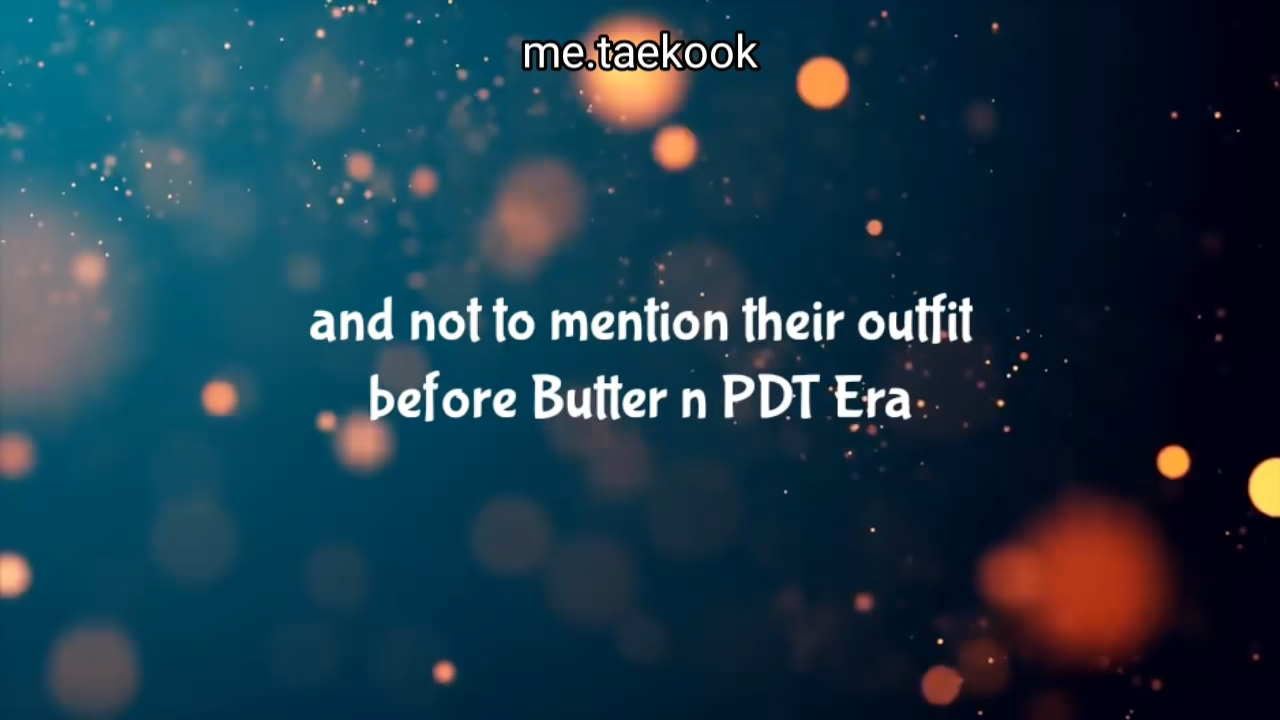 me.taekook
and not to mention their outfit
before Butter n PDT Era